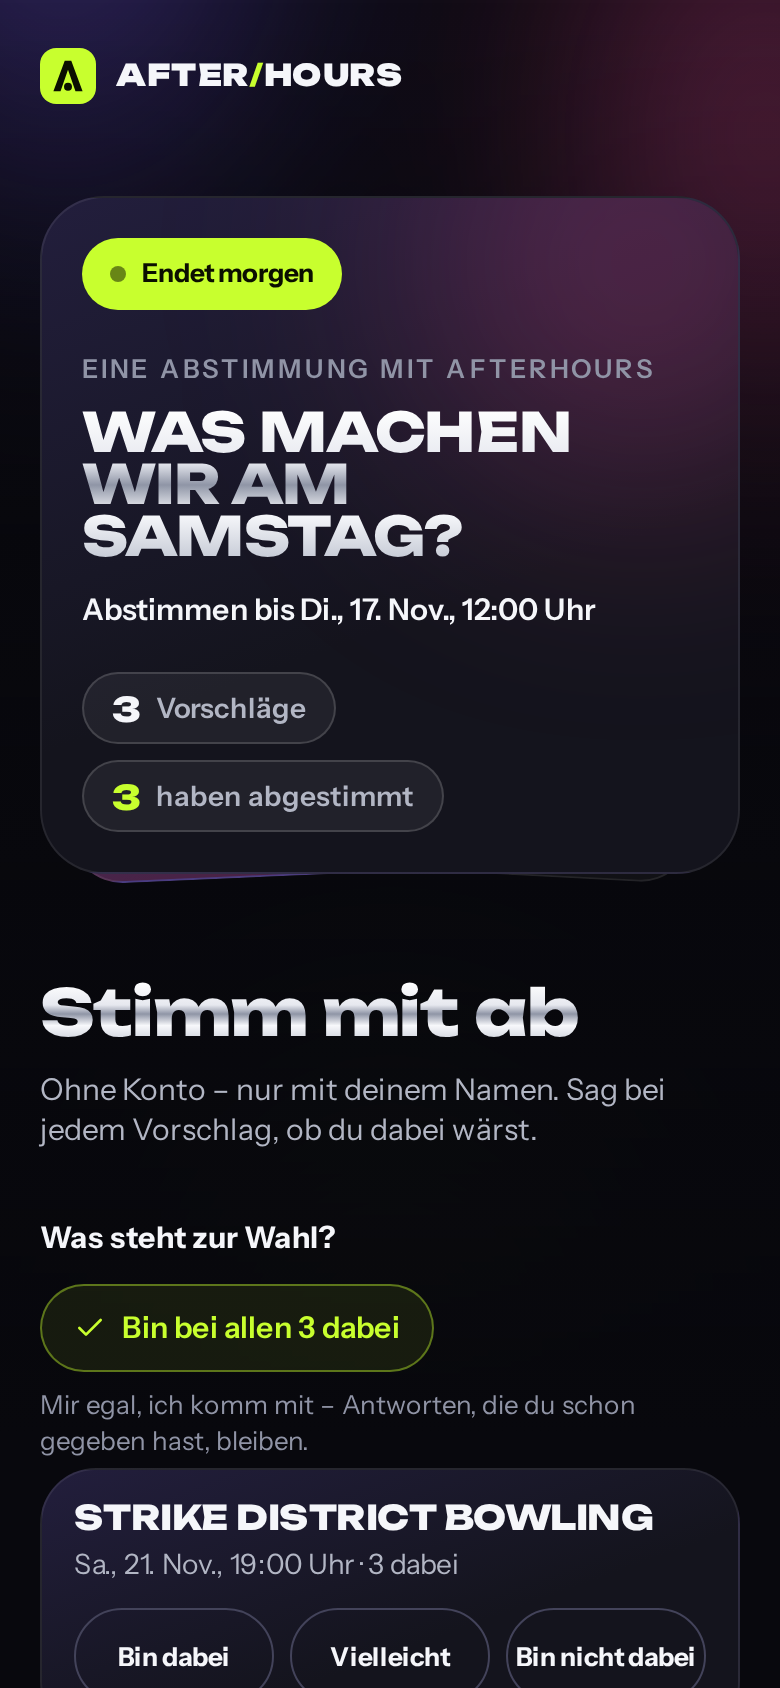 AFTER/HOURS
Endet morgen
EINE ABSTIMMUNG MIT AFTERHOURS
WAS MACHEN
WIR AM
SAMSTAG?
Abstimmen bis Di., 17. Nov., 12:00 Uhr
3 Vorschläge
3 haben abgestimmt
Stimm mit ab
Ohne Konto – nur mit deinem Namen. Sag bei
jedem Vorschlag, ob du dabei wärst.
Was steht zur Wahl?
Bin bei allen 3 dabei
Mir egal, ich komm mit – Antworten, die du schon
gegeben hast, bleiben.
STRIKE DISTRICT BOWLING
Sa., 21. Nov., 19:00 Uhr · 3 dabei
Bin dabei
Vielleicht
Bin nicht dabei